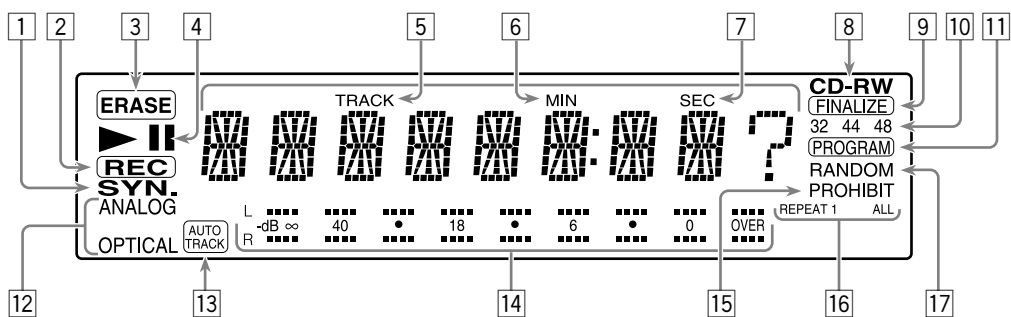 1 2 3 4 5 6 7 8 9 10 11
CD-RW
ERASE TRACK MIN SEC FINALIZE
32 44 48
: ? PROGRAM
REC RANDOM
SYN. PROHIBIT
ANALOG L REPEAT 1 ALL
-dB ∞ 40 • 18 • 6 • 0 OVER
OPTICAL AUTO TRACK R
12 13 14 15 16 17